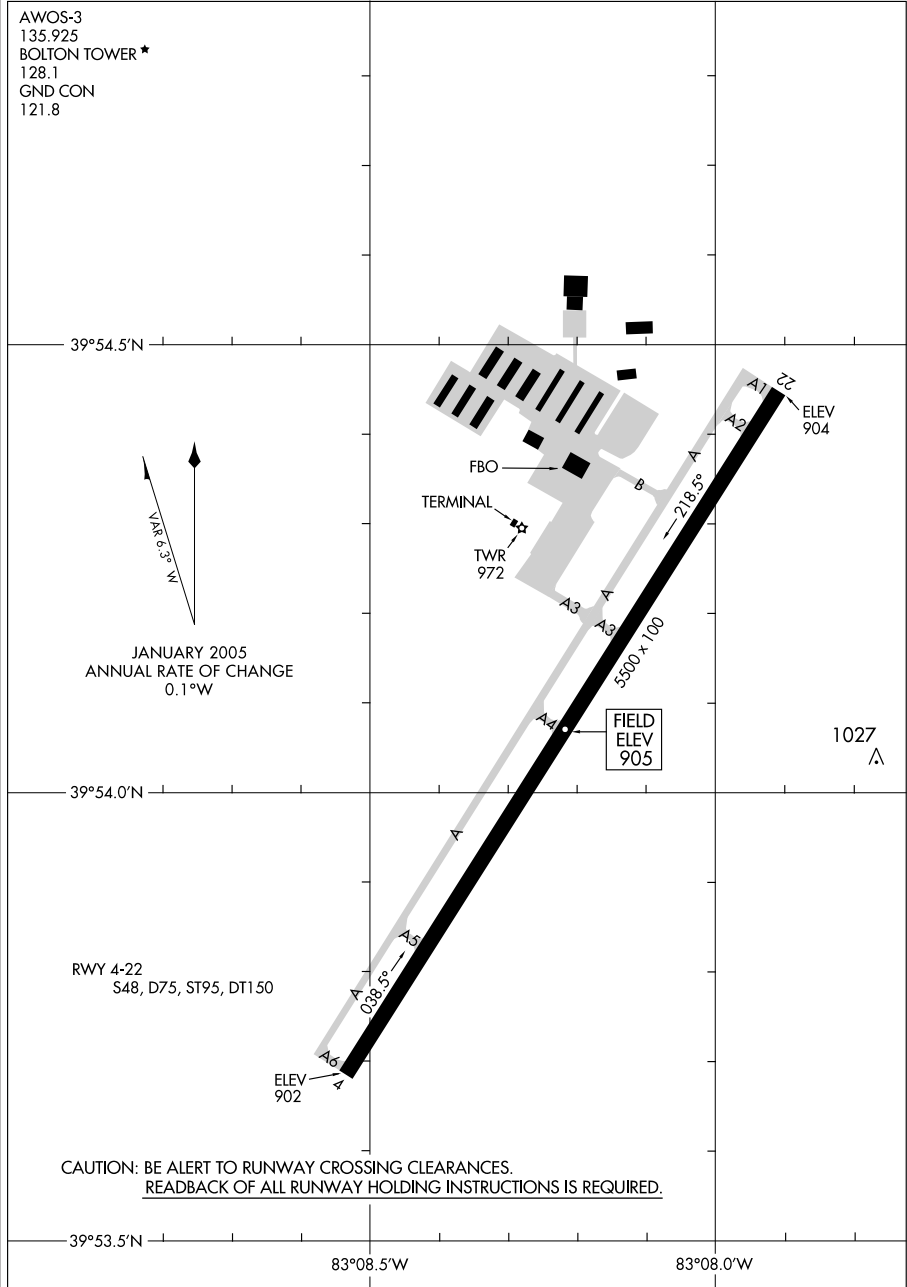 AWOS-3
135.925
BOLTON TOWER ★
128.1
GND CON
121.8
39°54.5'N
A1
22
A2
ELEV
904
FBO
A
B
218.5°
TERMINAL
TWR
972
VAR 6.3° W
A
A3
A3
5500 x 100
JANUARY 2005
ANNUAL RATE OF CHANGE
0.1°W
A4
FIELD
ELEV
905
1027
39°54.0'N
A
A5
RWY 4-22
S48, D75, ST95, DT150
A
038.5°
A6
4
ELEV
902
CAUTION: BE ALERT TO RUNWAY CROSSING CLEARANCES.
READBACK OF ALL RUNWAY HOLDING INSTRUCTIONS IS REQUIRED.
39°53.5'N
83°08.5'W
83°08.0'W